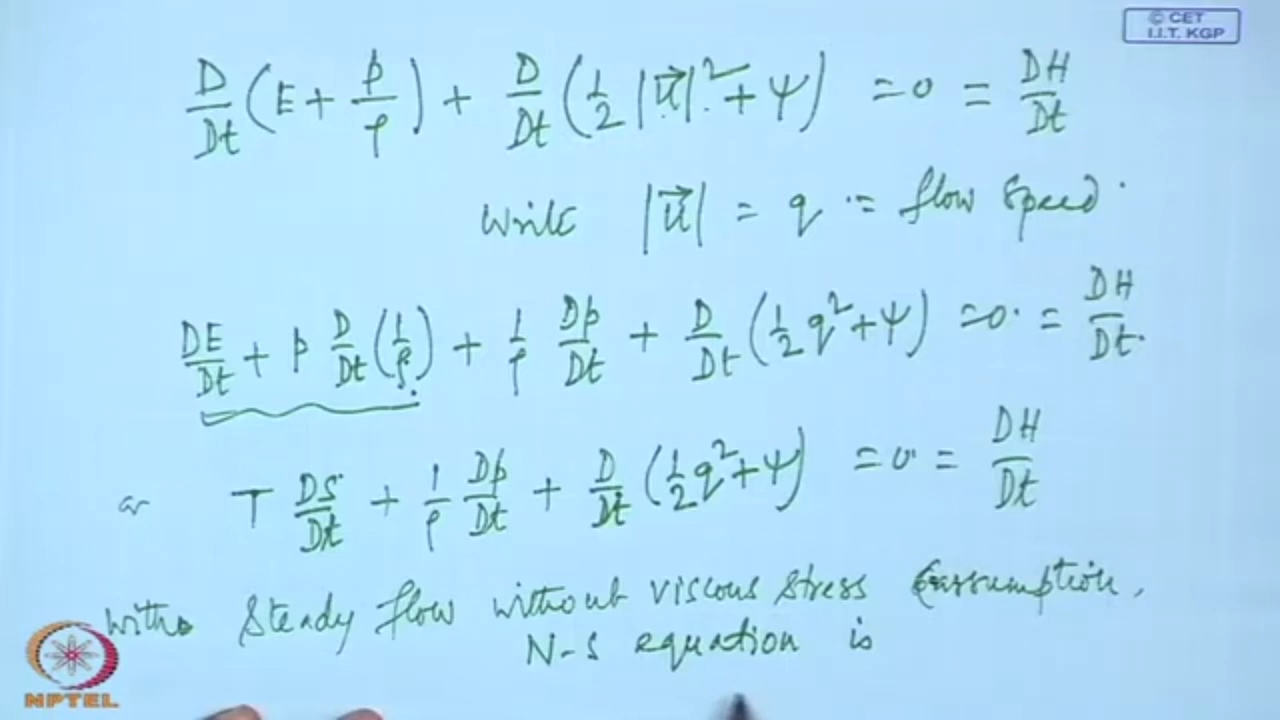 © CET
I.I.T. KGP
D/Dt (E + p/ρ) + D/Dt (1/2 |u⃗|² + ψ) = 0 = DH/Dt
Write |u⃗| = q = flow speed.
DE/Dt + p D/Dt (1/ρ) + 1/ρ Dp/Dt + D/Dt (1/2 q² + ψ) = 0 = DH/Dt.
or T DS/Dt + 1/ρ Dp/Dt + D/Dt (1/2 q² + ψ) = 0 = DH/Dt
With steady flow without viscous stress assumption,
N-S equation is
NPTEL